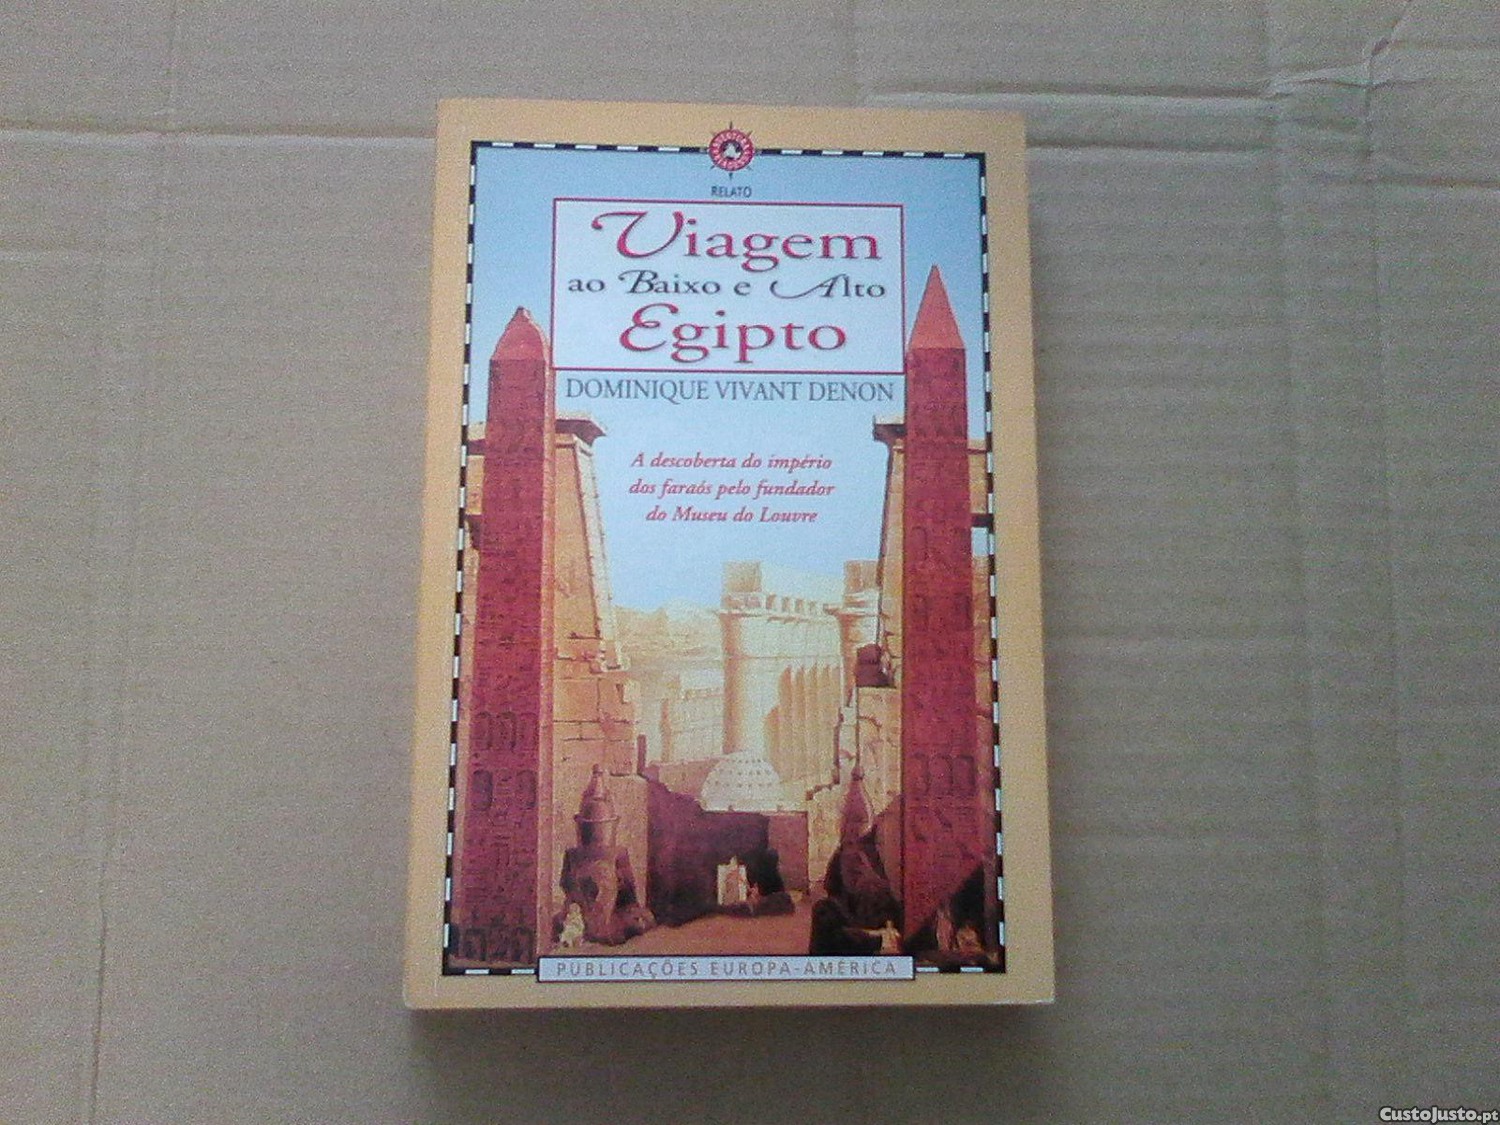 RELATO
Viagem
ao Baixo e Alto
Egipto
DOMINIQUE VIVANT DENON
A descoberta do império
dos faraós pelo fundador
do Museu do Louvre
PUBLICAÇÕES EUROPA-AMÉRICA
CustoJusto.pt